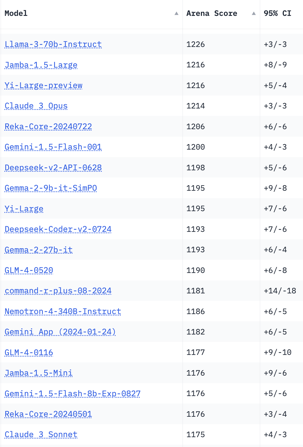 Model Arena Score 95% CI
Llama-3-70b-Instruct 1226 +3/-3
Jamba-1.5-Large 1216 +8/-9
Yi-Large-preview 1216 +5/-4
Claude 3 Opus 1214 +3/-3
Reka-Core-20240722 1206 +6/-6
Gemini-1.5-Flash-001 1200 +4/-3
Deepseek-v2-API-0628 1198 +5/-6
Gemma-2-9b-it-SimPO 1195 +9/-8
Yi-Large 1195 +7/-6
Deepseek-Coder-v2-0724 1193 +7/-6
Gemma-2-27b-it 1193 +6/-4
GLM-4-0520 1190 +6/-8
command-r-plus-08-2024 1181 +14/-18
Nemotron-4-340B-Instruct 1186 +6/-5
Gemini App (2024-01-24) 1182 +6/-5
GLM-4-0116 1177 +9/-10
Jamba-1.5-Mini 1176 +9/-6
Gemini-1.5-Flash-8b-Exp-0827 1176 +5/-6
Reka-Core-20240501 1176 +3/-4
Claude 3 Sonnet 1175 +4/-3